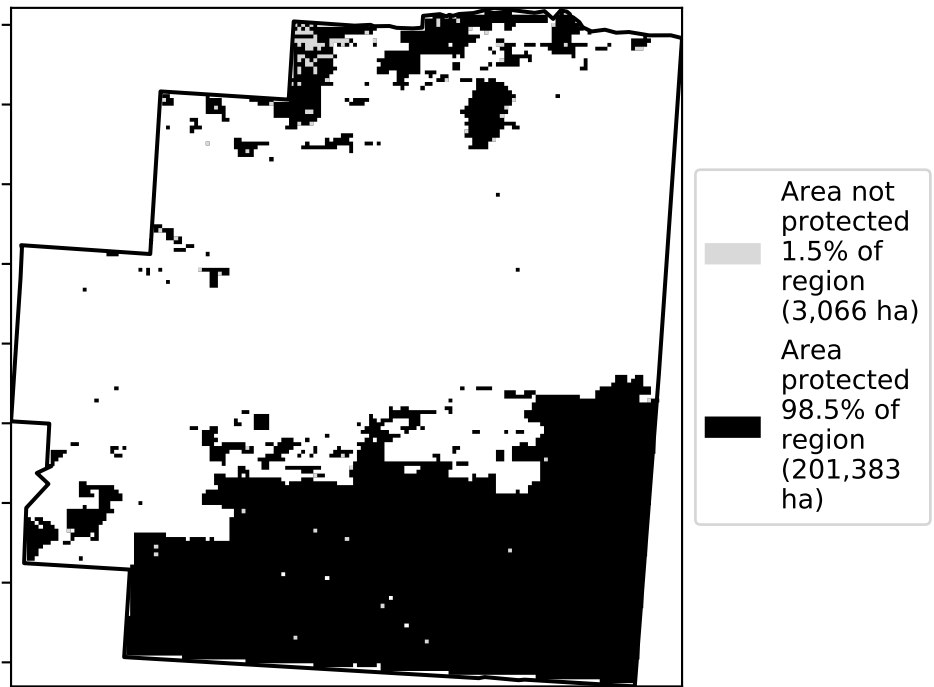 Area not
protected
1.5% of
region
(3,066 ha)
Area
protected
98.5% of
region
(201,383
ha)